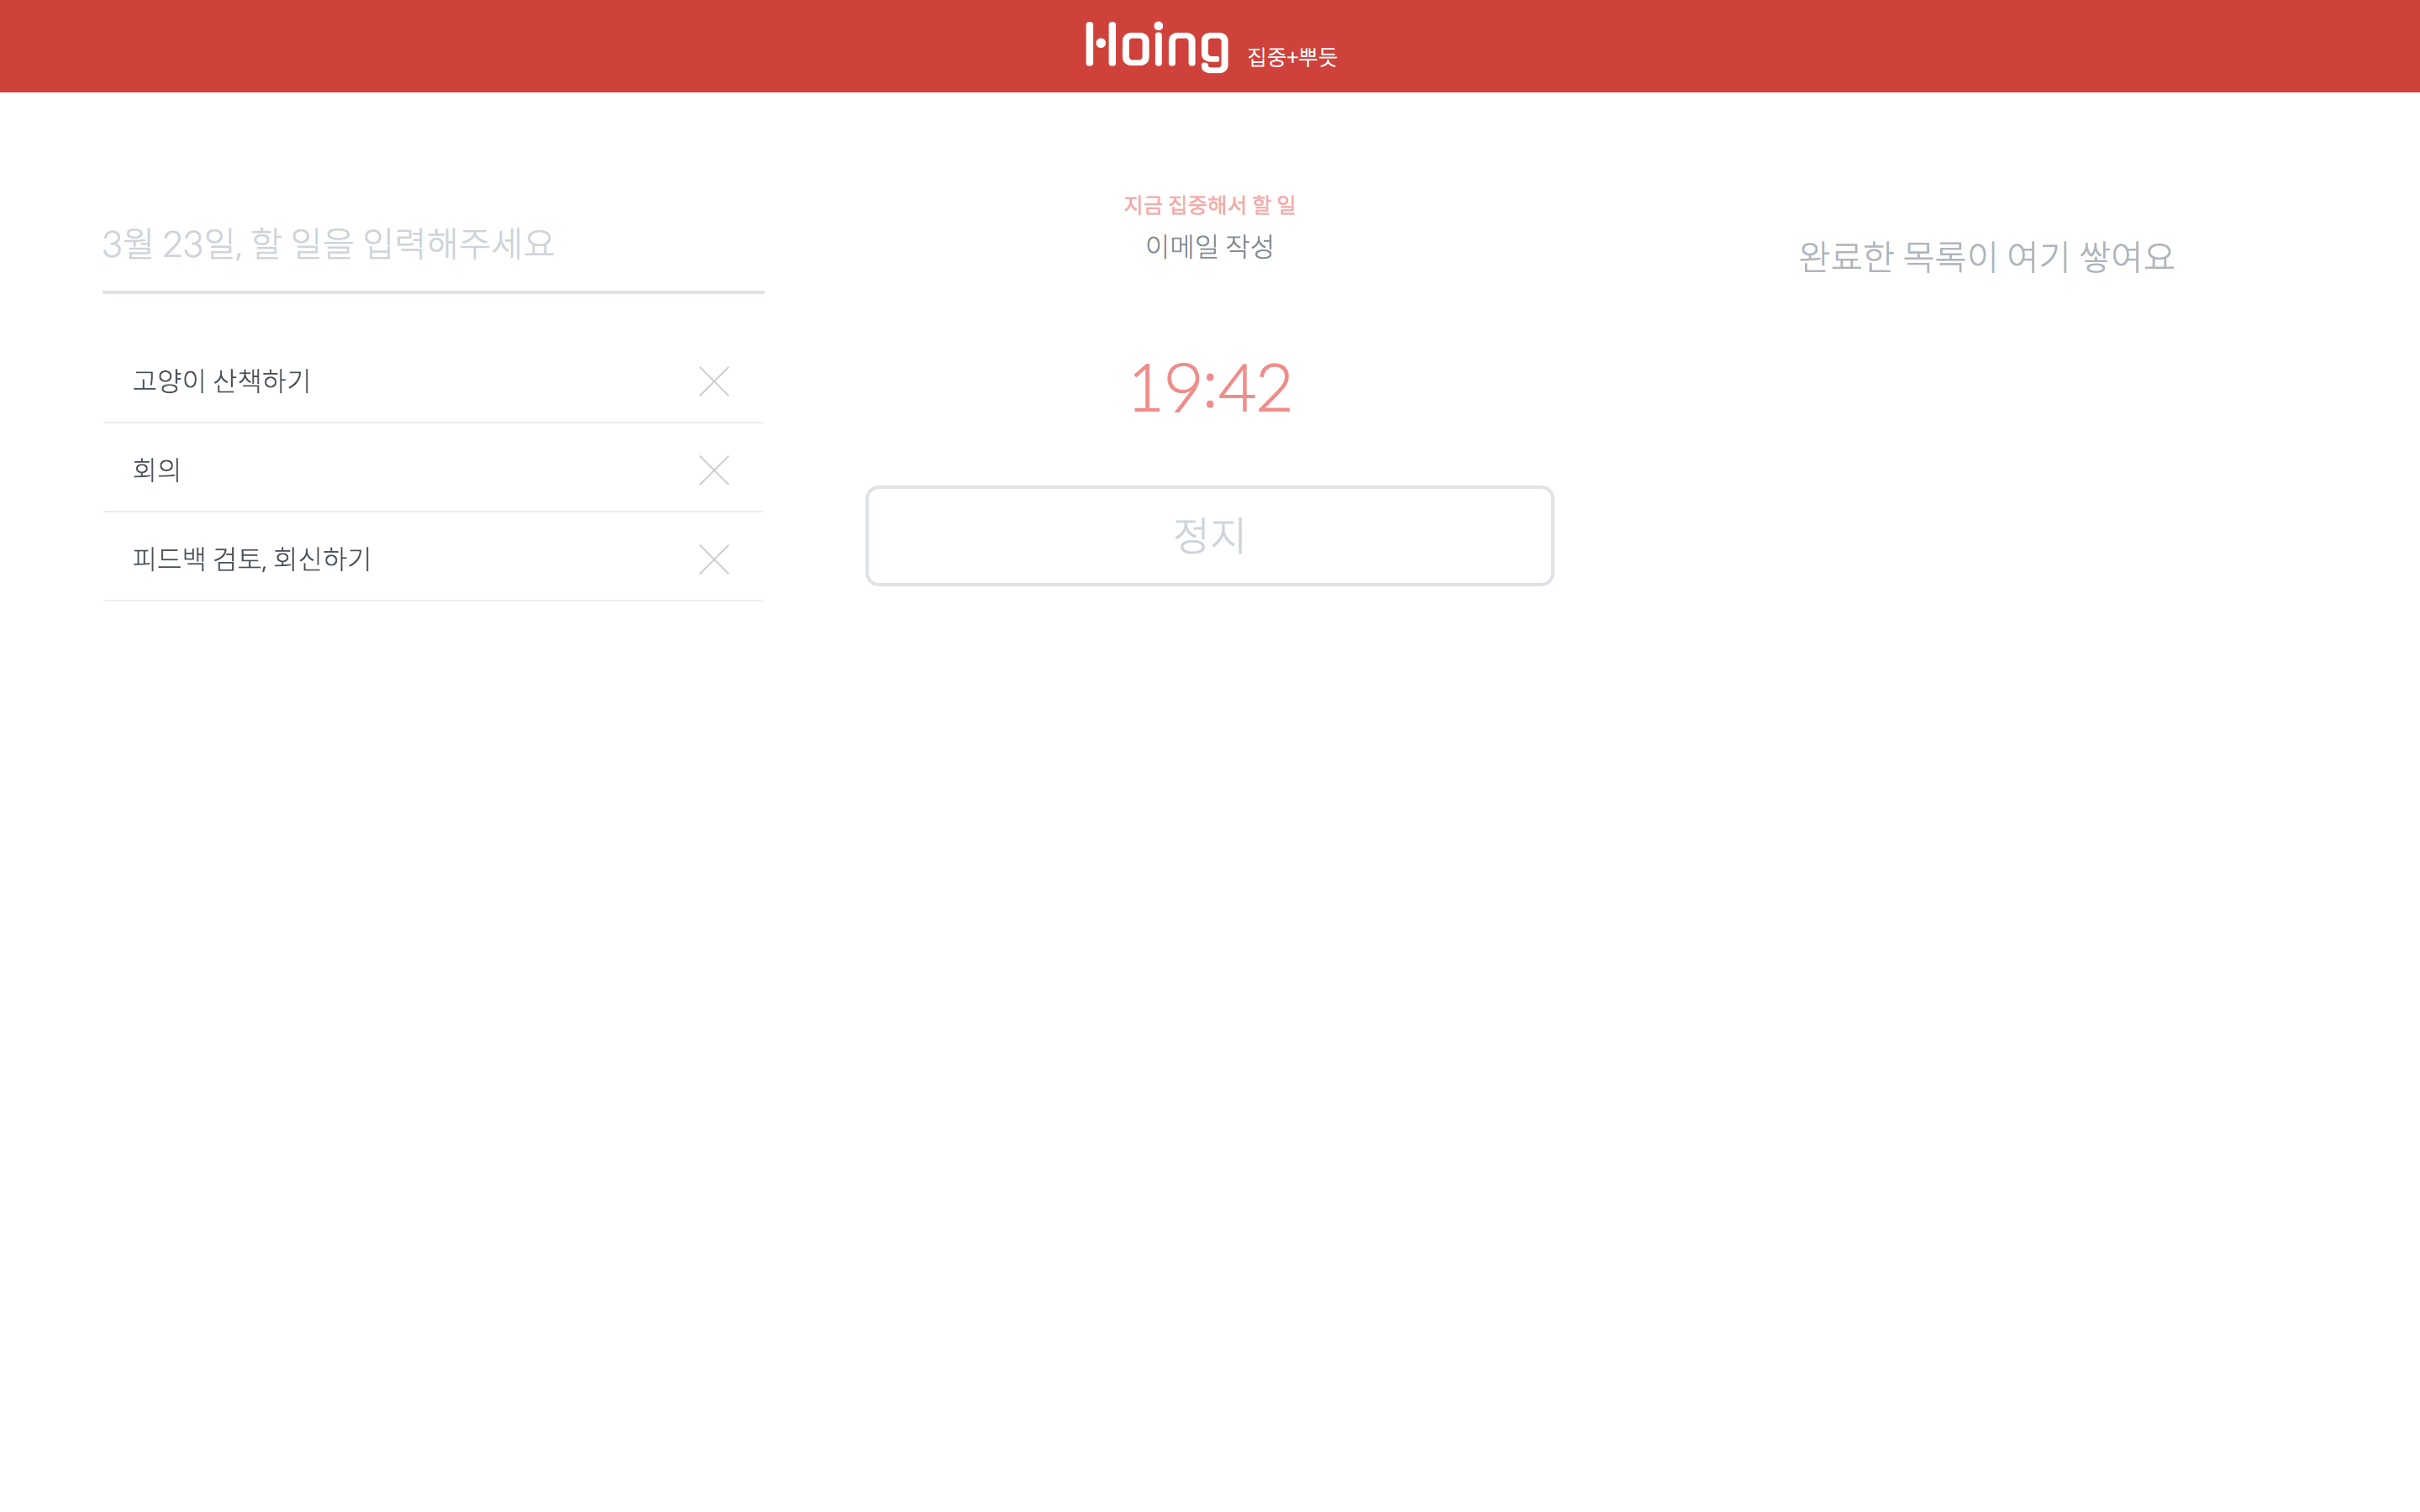 Hoing 집중+뿌듯
3월 23일, 할 일을 입력해주세요
고양이 산책하기
회의
피드백 검토, 회신하기
지금 집중해서 할 일
이메일 작성
19:42
정지
완료한 목록이 여기 쌓여요